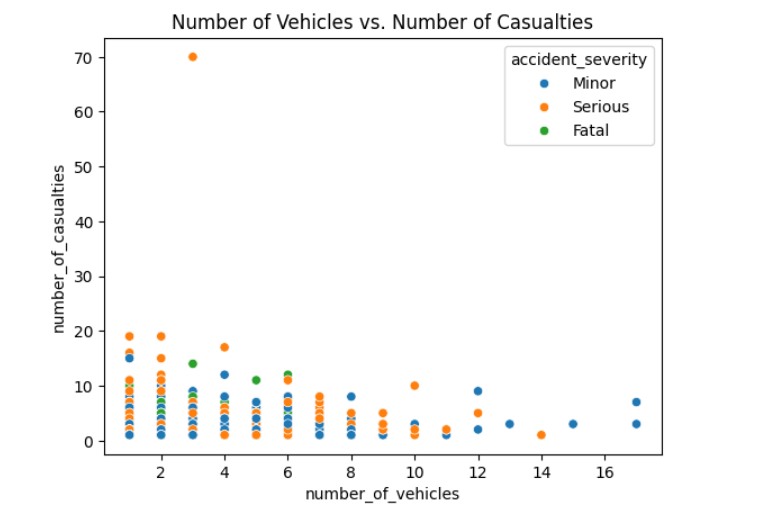 Number of Vehicles vs. Number of Casualties
accident_severity
Minor
Serious
Fatal
number_of_casualties
70
60
50
40
30
20
10
0
2 4 6 8 10 12 14 16
number_of_vehicles